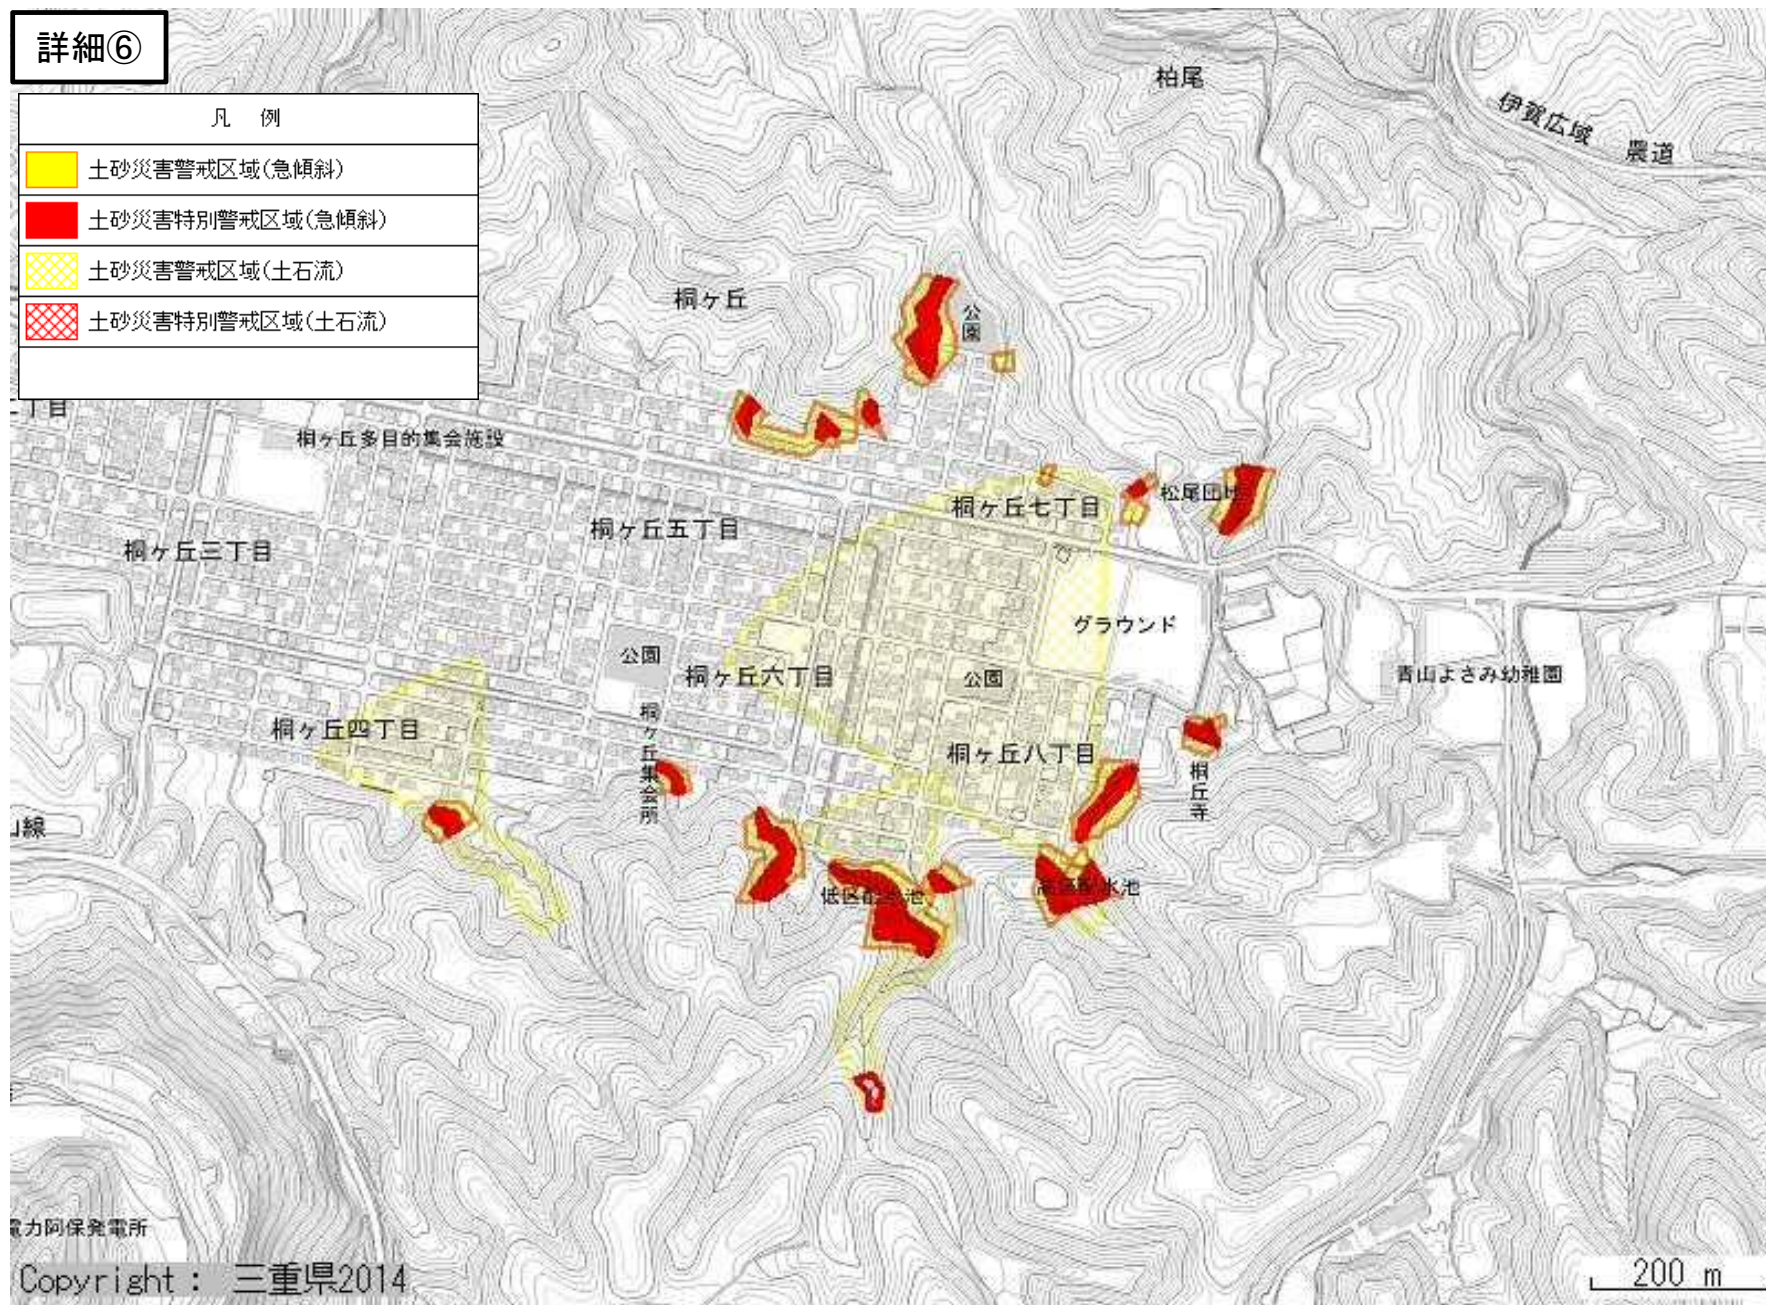 詳細⑥
凡 例
土砂災害警戒区域(急傾斜)
土砂災害特別警戒区域(急傾斜)
土砂災害警戒区域(土石流)
土砂災害特別警戒区域(土石流)
柏尾
伊賀広域 農道
桐ヶ丘
公園
丁目
桐ヶ丘多目的集会施設
桐ヶ丘七丁目
松尾団地
桐ヶ丘五丁目
桐ヶ丘三丁目
グラウンド
公園
桐ヶ丘六丁目
公園
青山よさみ幼稚園
桐ヶ丘四丁目
桐ヶ丘集会所
桐ヶ丘八丁目
桐丘寺
山線
低区配水池
高区配水池
電力阿保発電所
Copyright : 三重県2014
200 m